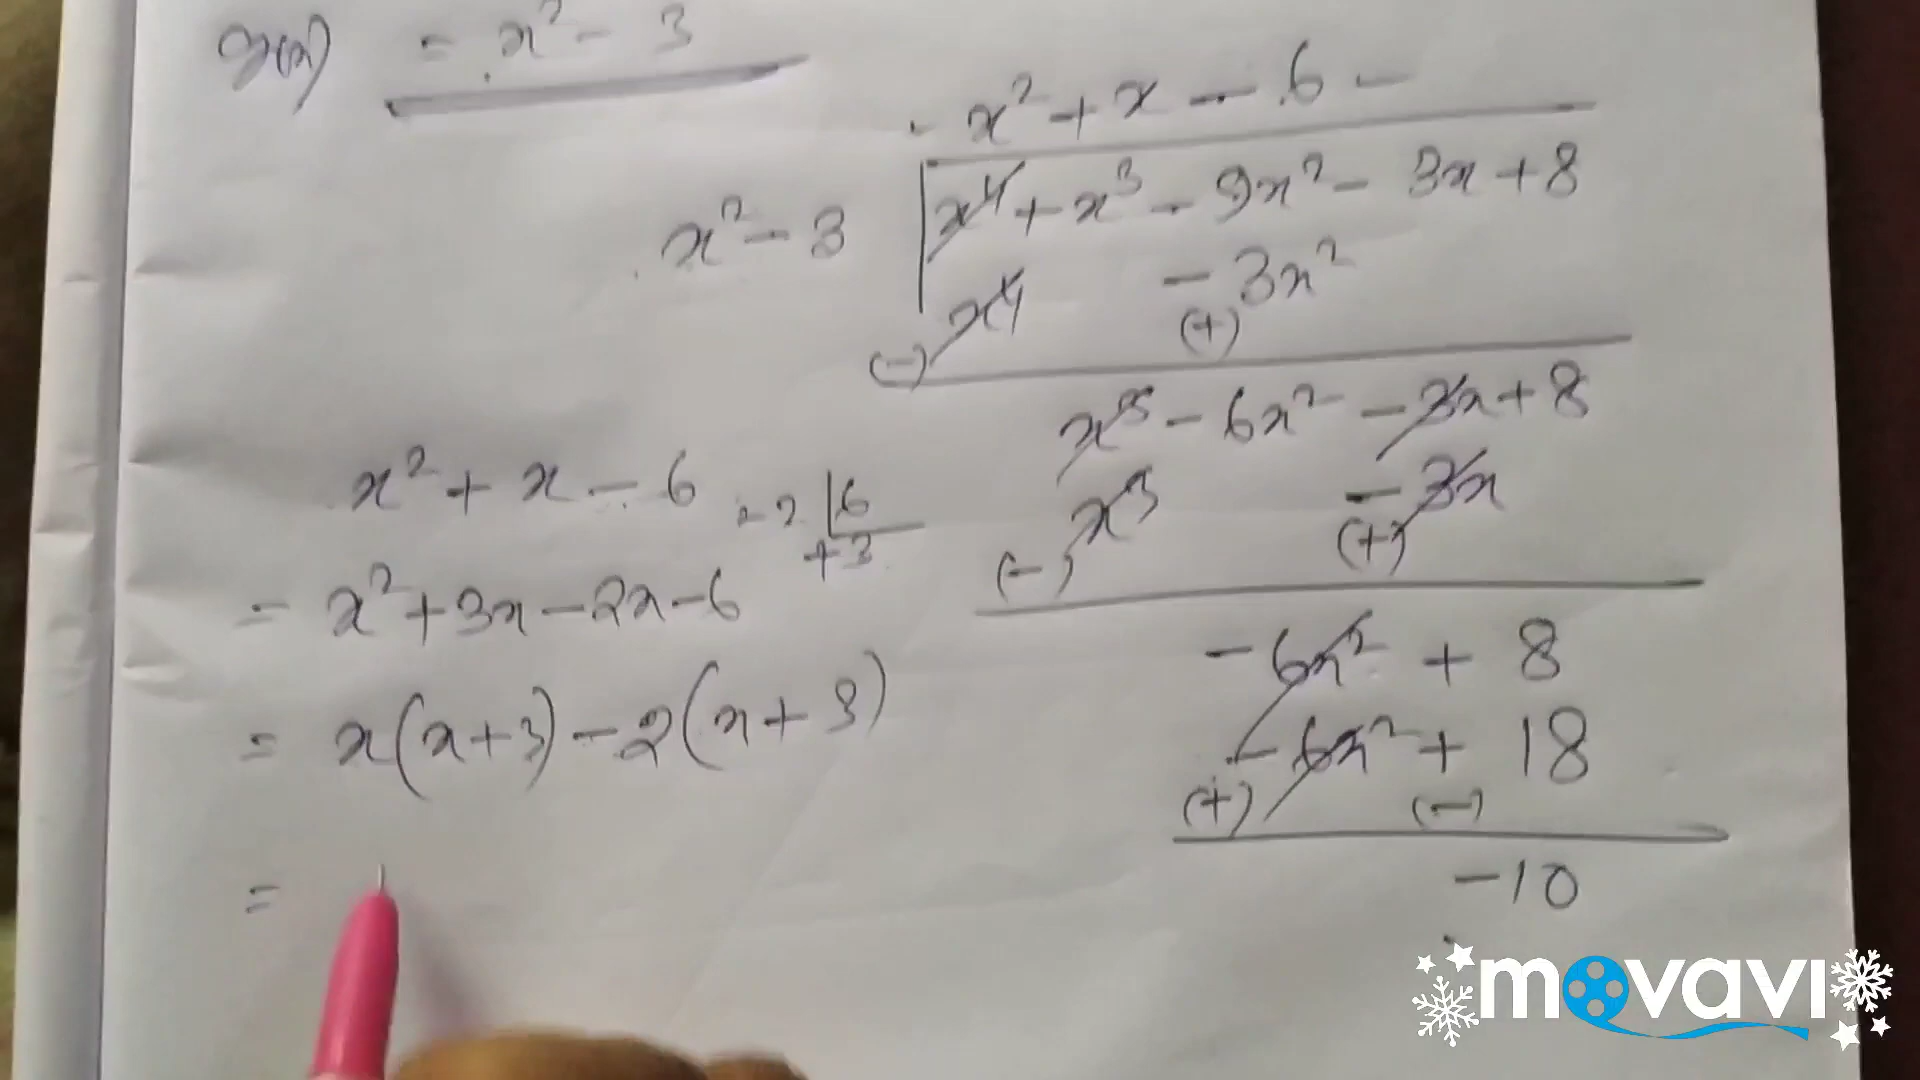 g(x) = x² - 3
x² + x - 6
x² - 3 | x⁴ + x³ - 9x² - 3x + 8
x⁴ - 3x²
(-) (+)
x³ - 6x² - 3x + 8
x³ - 3x
(-) (+)
- 6x² + 8
- 6x² + 18
(+) (-)
-10
x² + x - 6
-2 | 6
+3
= x² + 3x - 2x - 6
= x(x+3) - 2(x+3)
=
movavi